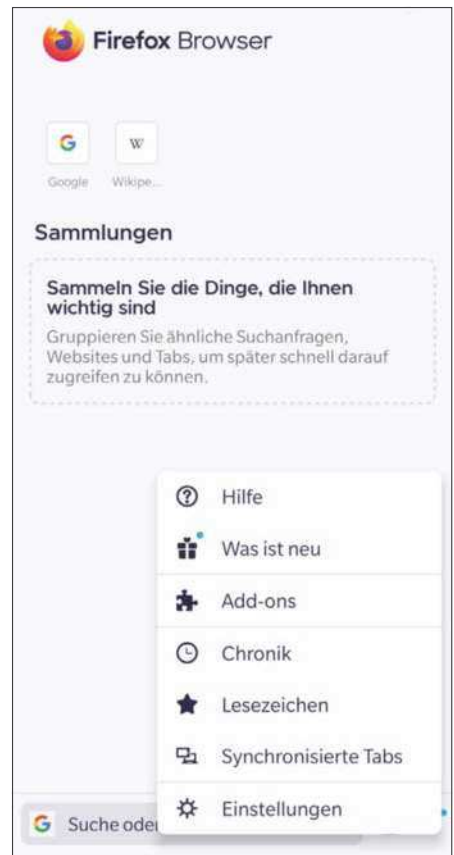 Firefox Browser
Google Wikipe...
Sammlungen
Sammeln Sie die Dinge, die Ihnen
wichtig sind
Gruppieren Sie ähnliche Suchanfragen,
Websites und Tabs, um später schnell darauf
zugreifen zu können.
Hilfe
Was ist neu
Add-ons
Chronik
Lesezeichen
Synchronisierte Tabs
Einstellungen
Suche oder